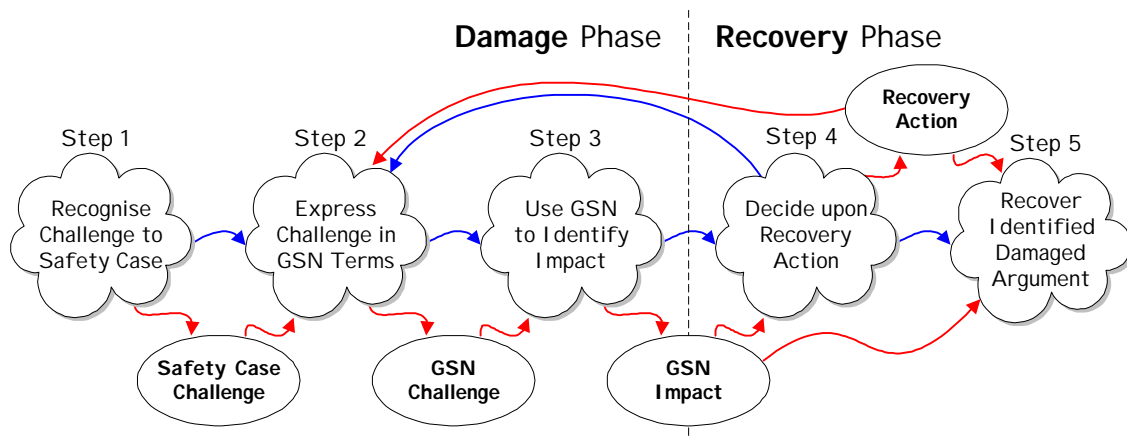 Damage Phase
Recovery Phase
Recovery
Action
Step 1
Step 2
Step 3
Step 4
Step 5
Recognise
Challenge to
Safety Case
Express
Challenge in
GSN Terms
Use GSN
to Identify
Impact
Decide upon
Recovery
Action
Recover
Identified
Damaged
Argument
Safety Case
Challenge
GSN
Challenge
GSN
Impact